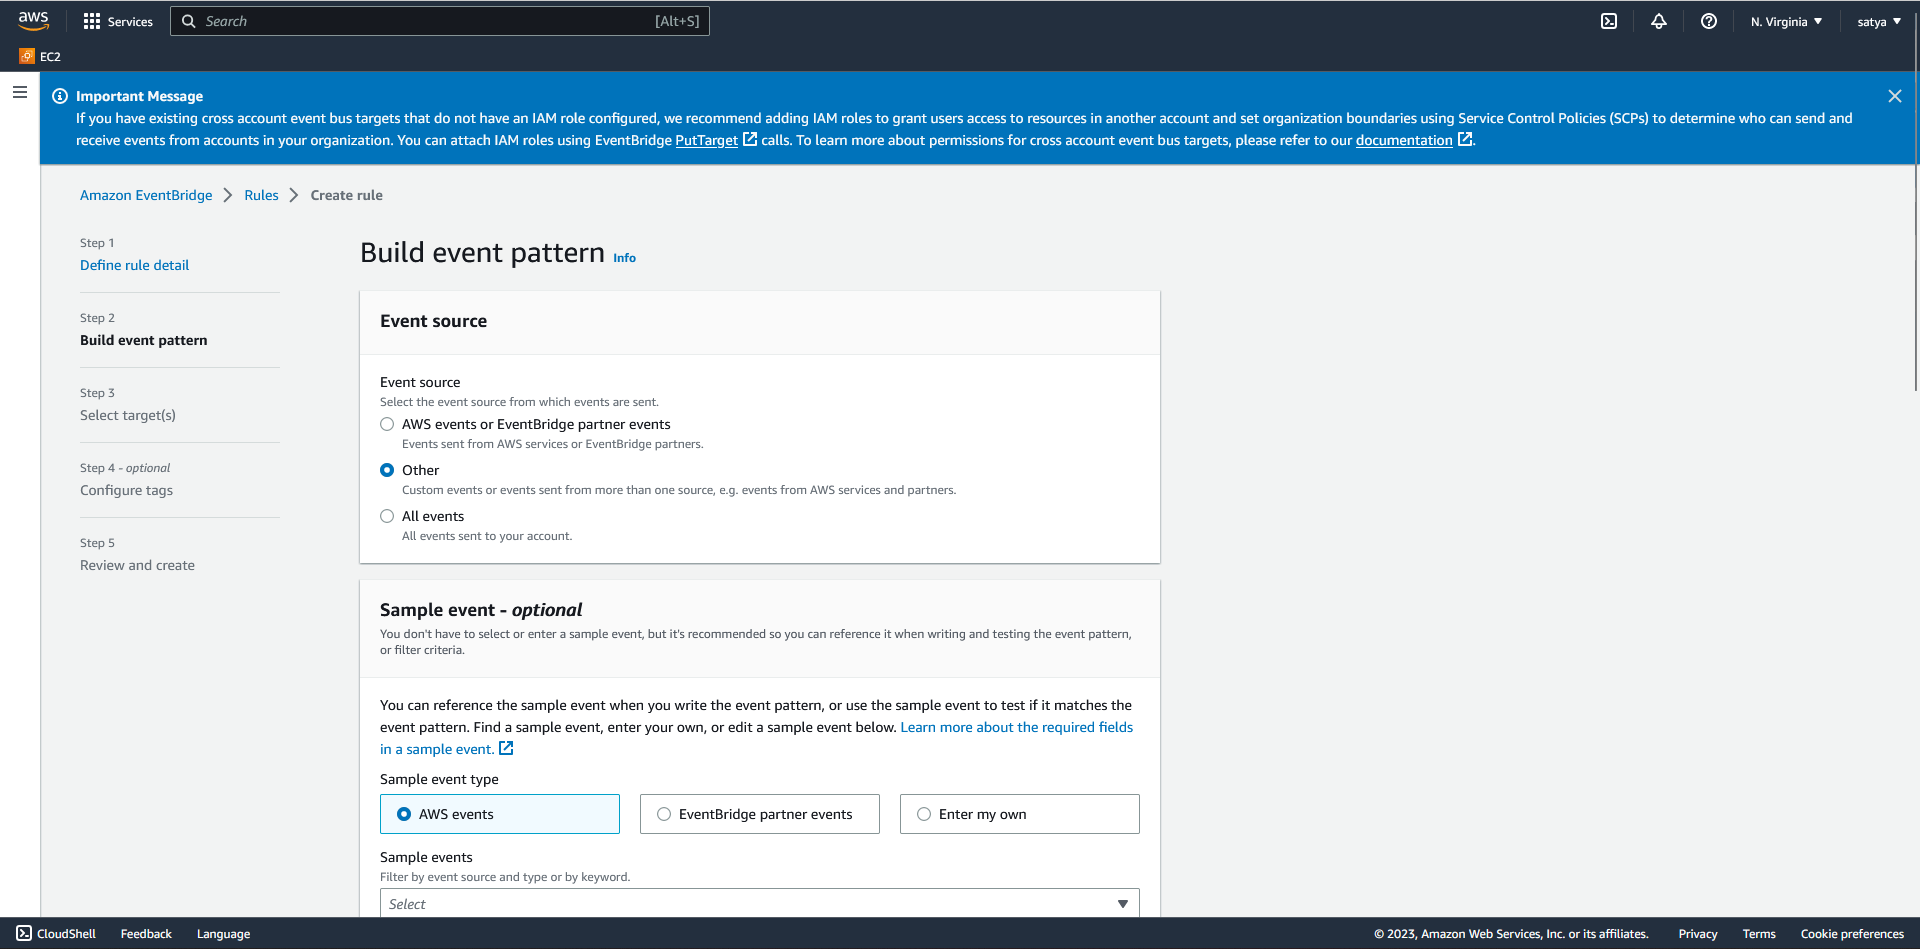 aws
Services
Search
[Alt+S]
N. Virginia
satya
EC2
Important Message
If you have existing cross account event bus targets that do not have an IAM role configured, we recommend adding IAM roles to grant users access to resources in another account and set organization boundaries using Service Control Policies (SCPs) to determine who can send and
receive events from accounts in your organization. You can attach IAM roles using EventBridge PutTarget calls. To learn more about permissions for cross account event bus targets, please refer to our documentation .
Amazon EventBridge
Rules
Create rule
Step 1
Define rule detail
Step 2
Build event pattern
Step 3
Select target(s)
Step 4 - optional
Configure tags
Step 5
Review and create
Build event pattern Info
Event source
Event source
Select the event source from which events are sent.
AWS events or EventBridge partner events
Events sent from AWS services or EventBridge partners.
Other
Custom events or events sent from more than one source, e.g. events from AWS services and partners.
All events
All events sent to your account.
Sample event - optional
You don't have to select or enter a sample event, but it's recommended so you can reference it when writing and testing the event pattern,
or filter criteria.
You can reference the sample event when you write the event pattern, or use the sample event to test if it matches the
event pattern. Find a sample event, enter your own, or edit a sample event below. Learn more about the required fields
in a sample event.
Sample event type
AWS events
EventBridge partner events
Enter my own
Sample events
Filter by event source and type or by keyword.
Select
CloudShell
Feedback
Language
© 2023, Amazon Web Services, Inc. or its affiliates.
Privacy
Terms
Cookie preferences